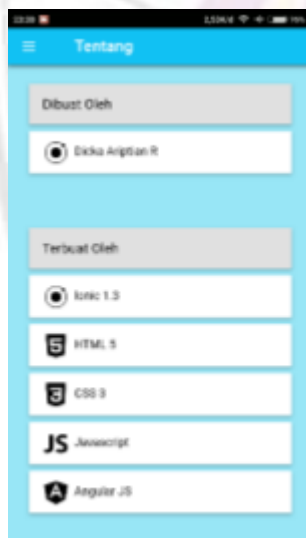 Tentang
Dibuat Oleh
Dicka Ariptian R
Terbuat Oleh
Ionic 1.3
HTML 5
CSS 3
JS Javascript
Angular JS